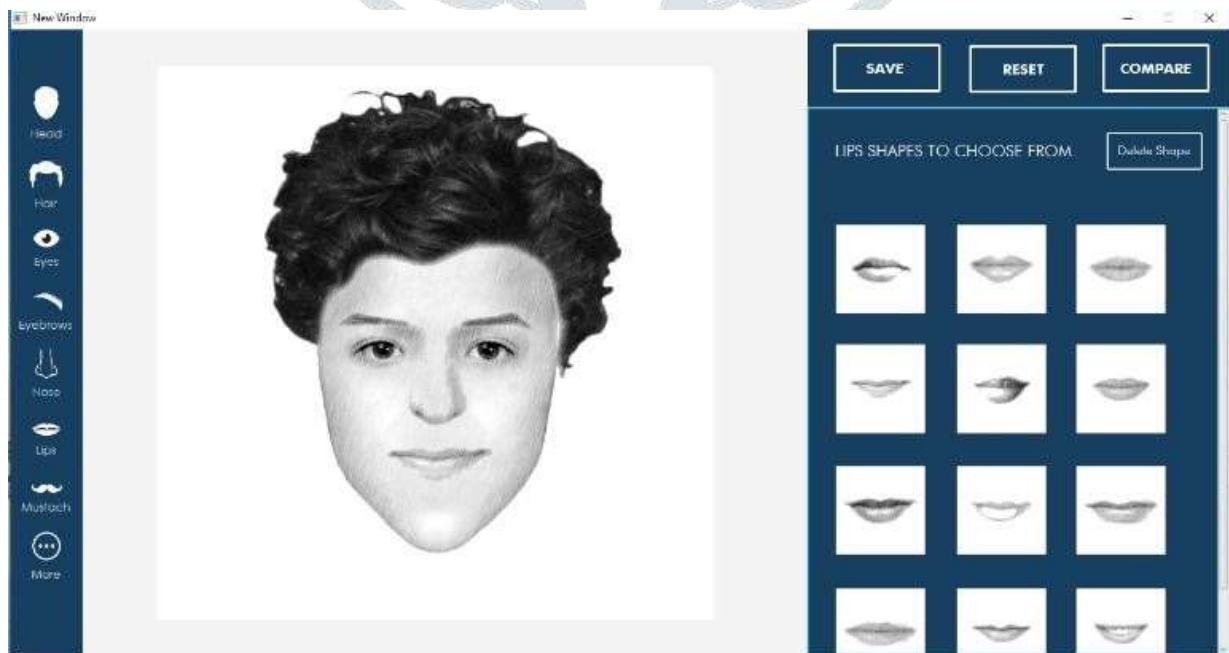 New Window
SAVE
RESET
COMPARE
LIPS SHAPES TO CHOOSE FROM
Delete Shape
Head
Hair
Eyes
Eyebrows
Nose
Lips
Mustach
More